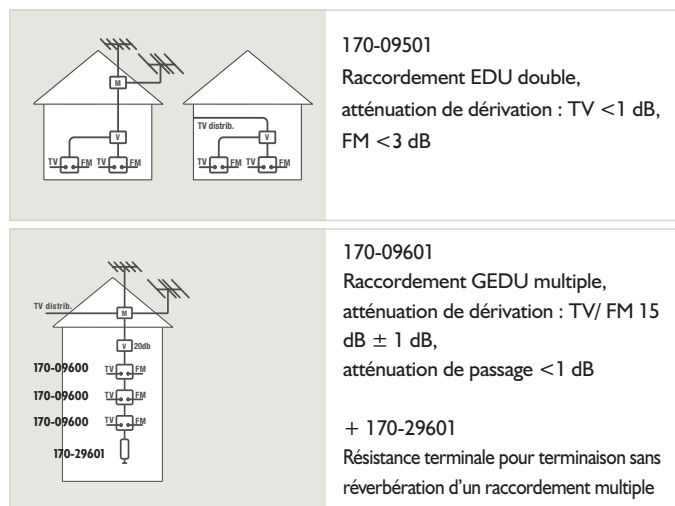 170-09501
Raccordement EDU double,
atténuation de dérivation : TV <1 dB,
FM <3 dB
M
TV distrib.
V
V
TV FM TV FM
TV FM TV FM
170-09601
Raccordement GEDU multiple,
atténuation de dérivation : TV/ FM 15
dB ± 1 dB,
atténuation de passage <1 dB
+ 170-29601
Résistance terminale pour terminaison sans
réverbération d’un raccordement multiple
TV distrib.
M
V 20db
170-09600 TV FM
170-09600 TV FM
170-09600 TV FM
170-29601